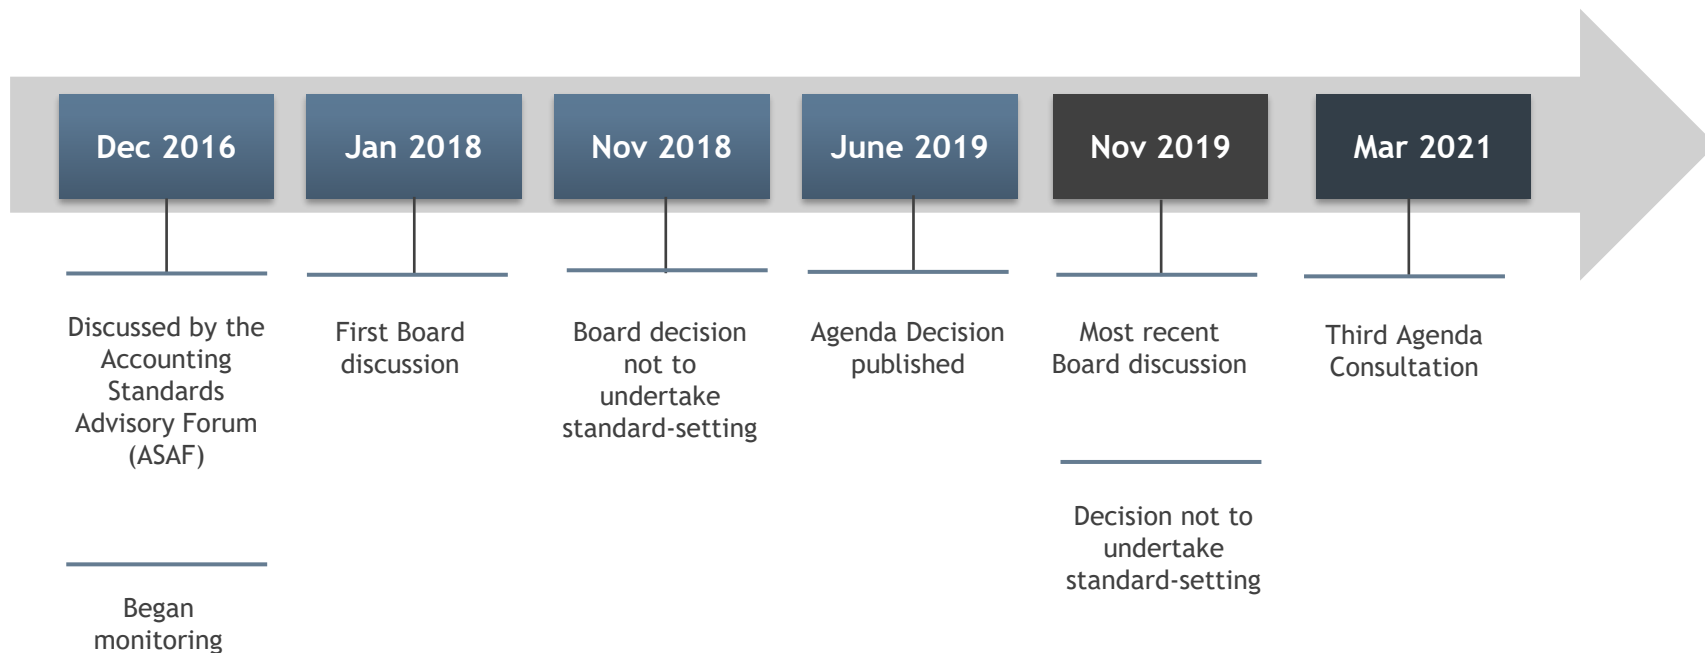 Dec 2016
Jan 2018
Nov 2018
June 2019
Nov 2019
Mar 2021
Discussed by the
Accounting
Standards
Advisory Forum
(ASAF)
Began
monitoring
First Board
discussion
Board decision
not to
undertake
standard-setting
Agenda Decision
published
Most recent
Board discussion
Decision not to
undertake
standard-setting
Third Agenda
Consultation